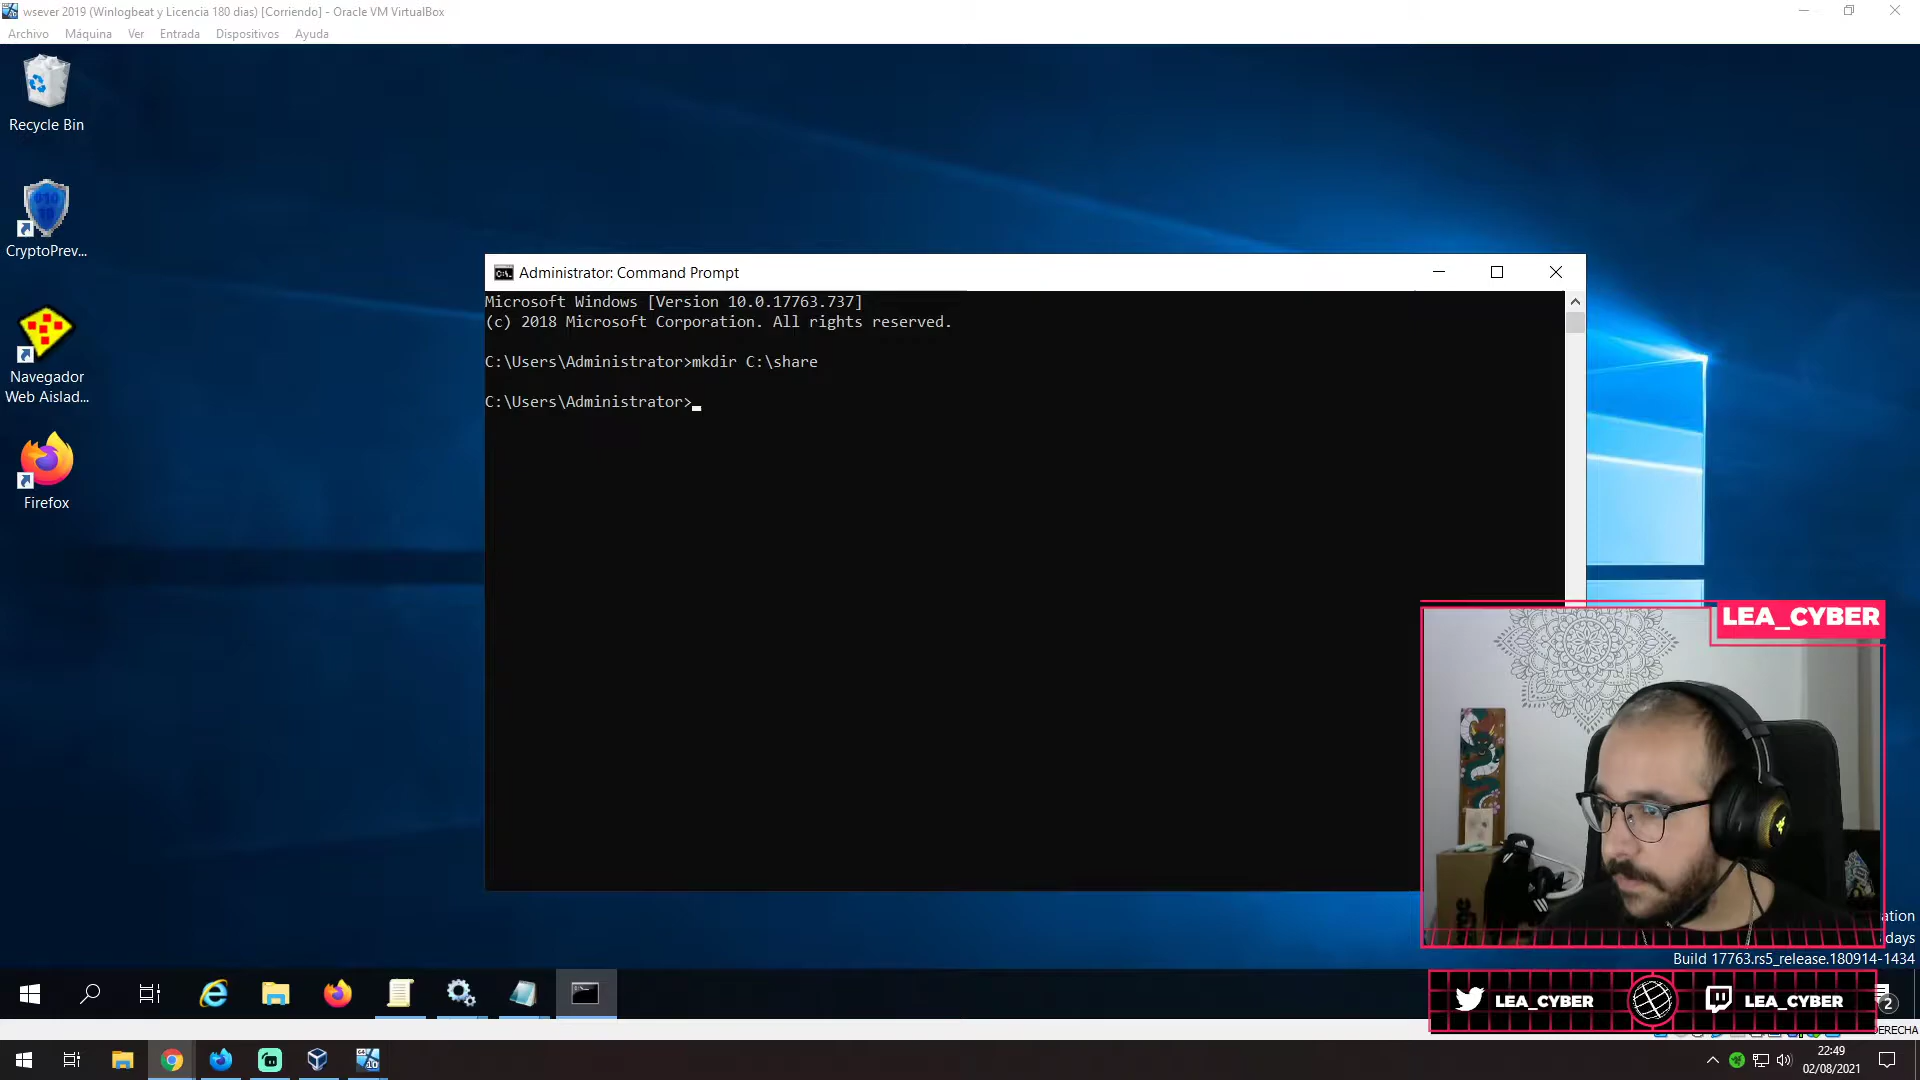 wsever 2019 (Winlogbeat y Licencia 180 dias) [Corriendo] - Oracle VM VirtualBox
Archivo Máquina Ver Entrada Dispositivos Ayuda
Recycle Bin
CryptoPrev...
Navegador
Web Aislad...
Firefox
Administrator: Command Prompt
Microsoft Windows [Version 10.0.17763.737]
(c) 2018 Microsoft Corporation. All rights reserved.
C:\Users\Administrator>mkdir C:\share
C:\Users\Administrator>
LEA_CYBER
ation
days
Build 17763.rs5_release.180914-1434
LEA_CYBER
LEA_CYBER
2
ERECHA
22:49
02/08/2021